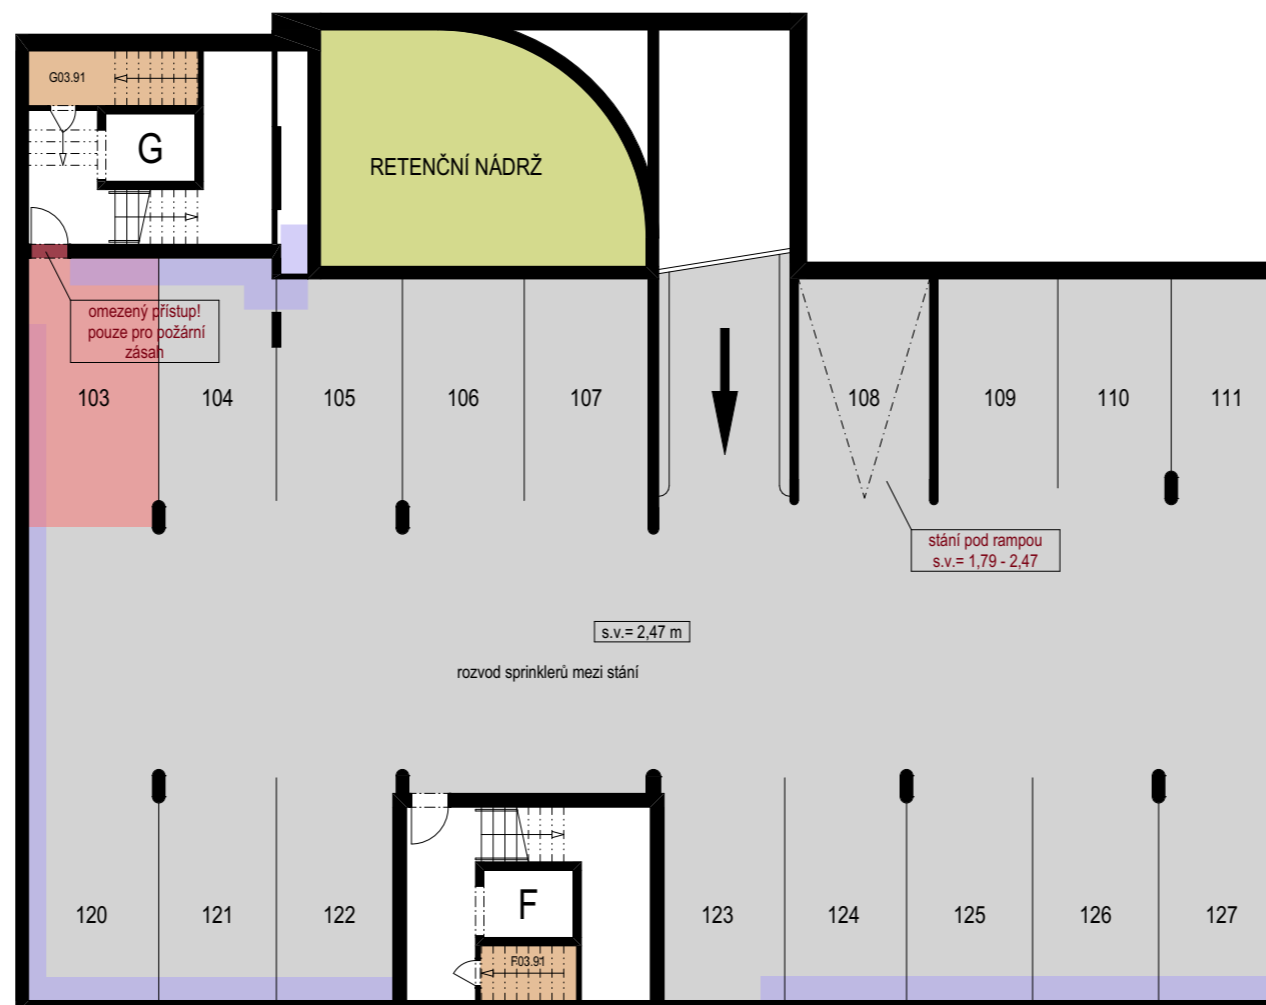 G03.91
G
RETENČNÍ NÁDRŽ
omezený přístup!
pouze pro požární
zásah
103
104
105
106
107
108
109
110
111
stání pod rampou
s.v.= 1,79 - 2,47
s.v.= 2,47 m
rozvod sprinklerů mezi stání
120
121
122
F
123
124
125
126
127
F03.91